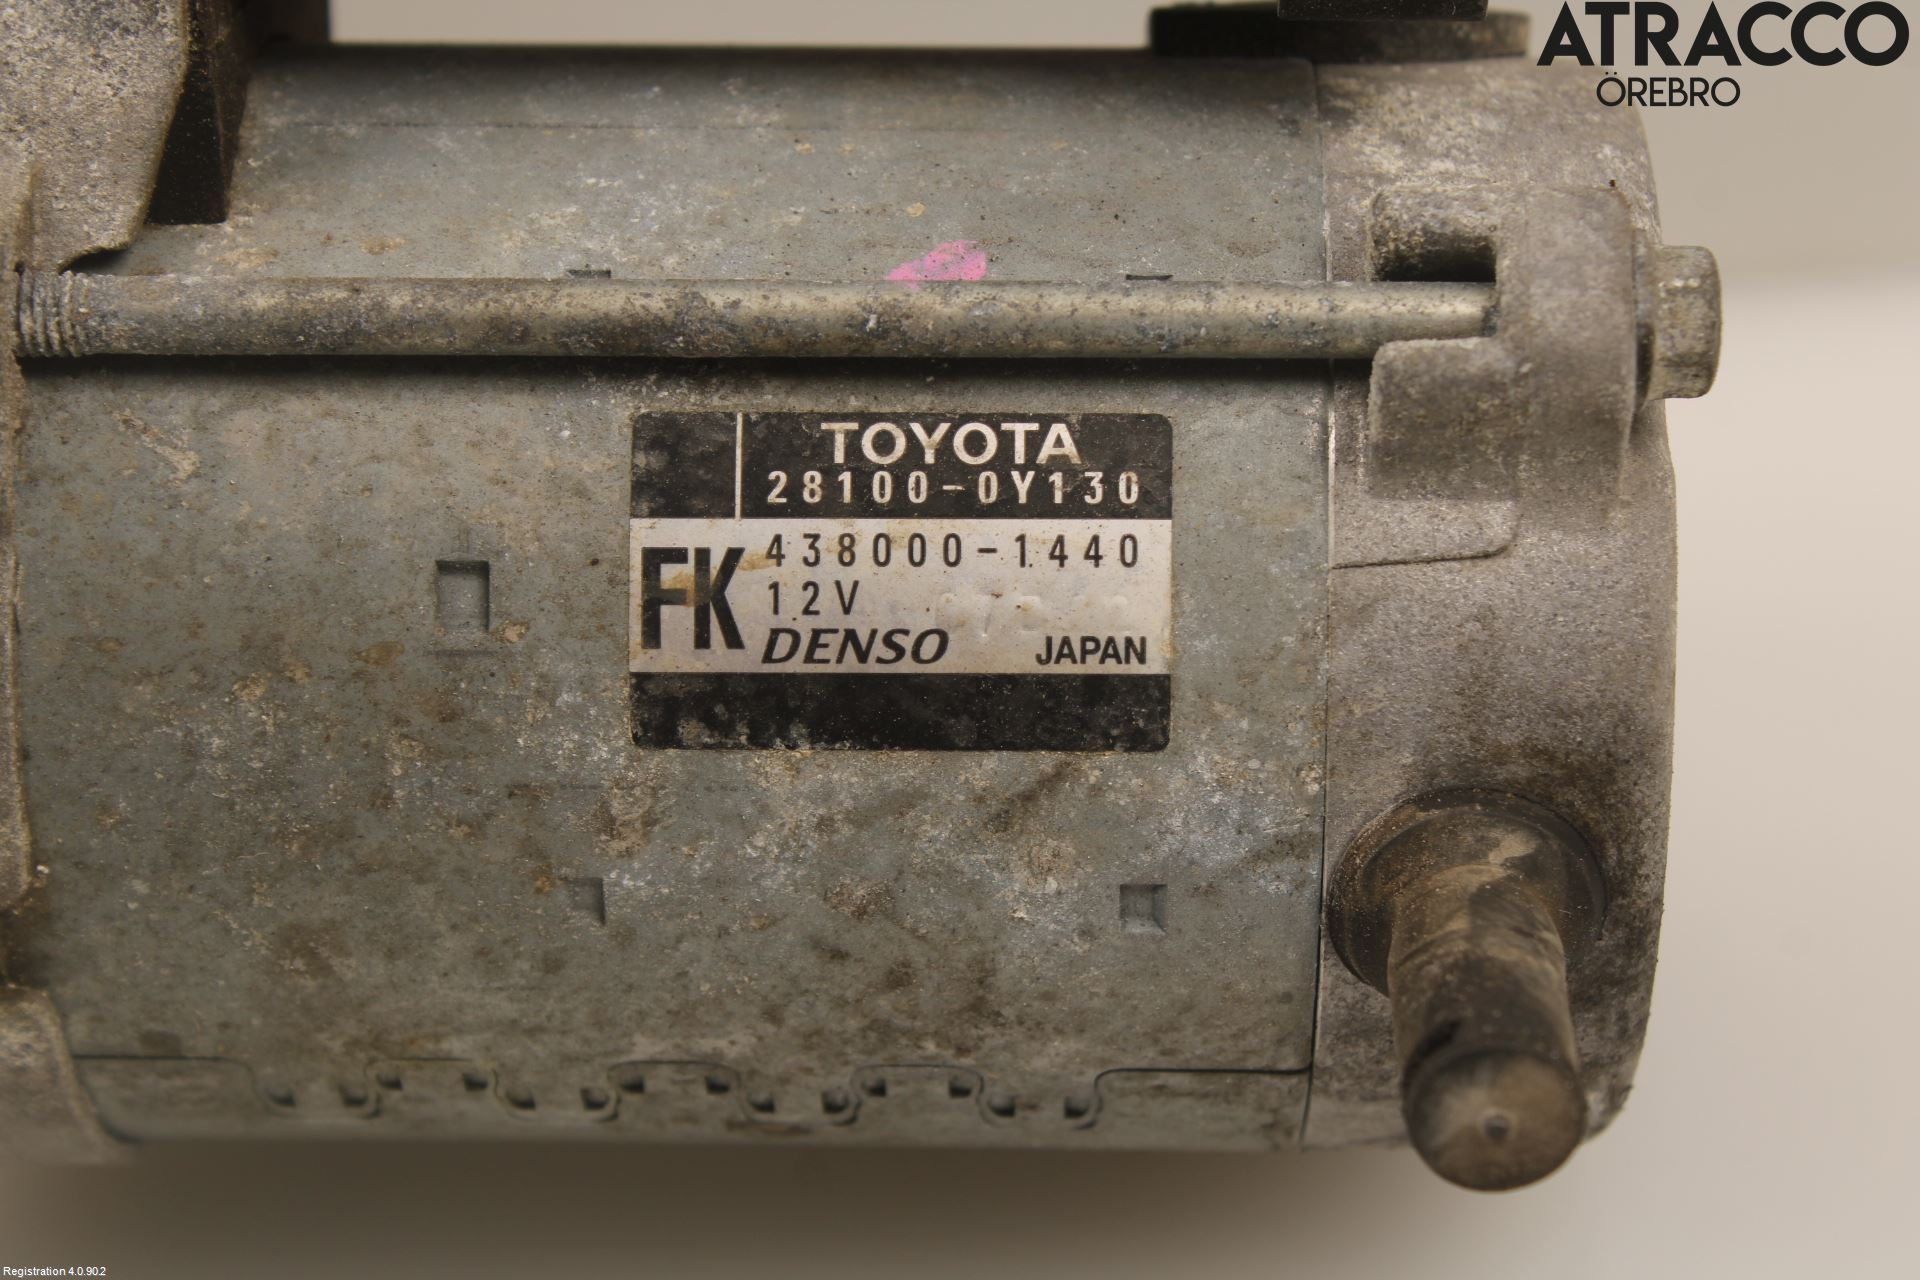 ATRACCO
ÖREBRO
TOYOTA
28100-0Y130
FK
438000-1440
12V
DENSO
JAPAN
Registration 4.0.90.2